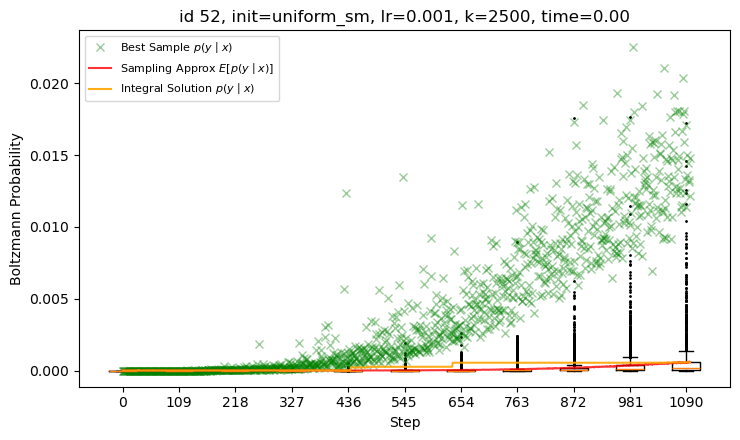 id 52, init=uniform_sm, lr=0.001, k=2500, time=0.00
Best Sample p(y | x)
Sampling Approx E[p(y | x)]
Integral Solution p(y | x)
Boltzmann Probability
0.020
0.015
0.010
0.005
0.000
0 109 218 327 436 545 654 763 872 981 1090
Step